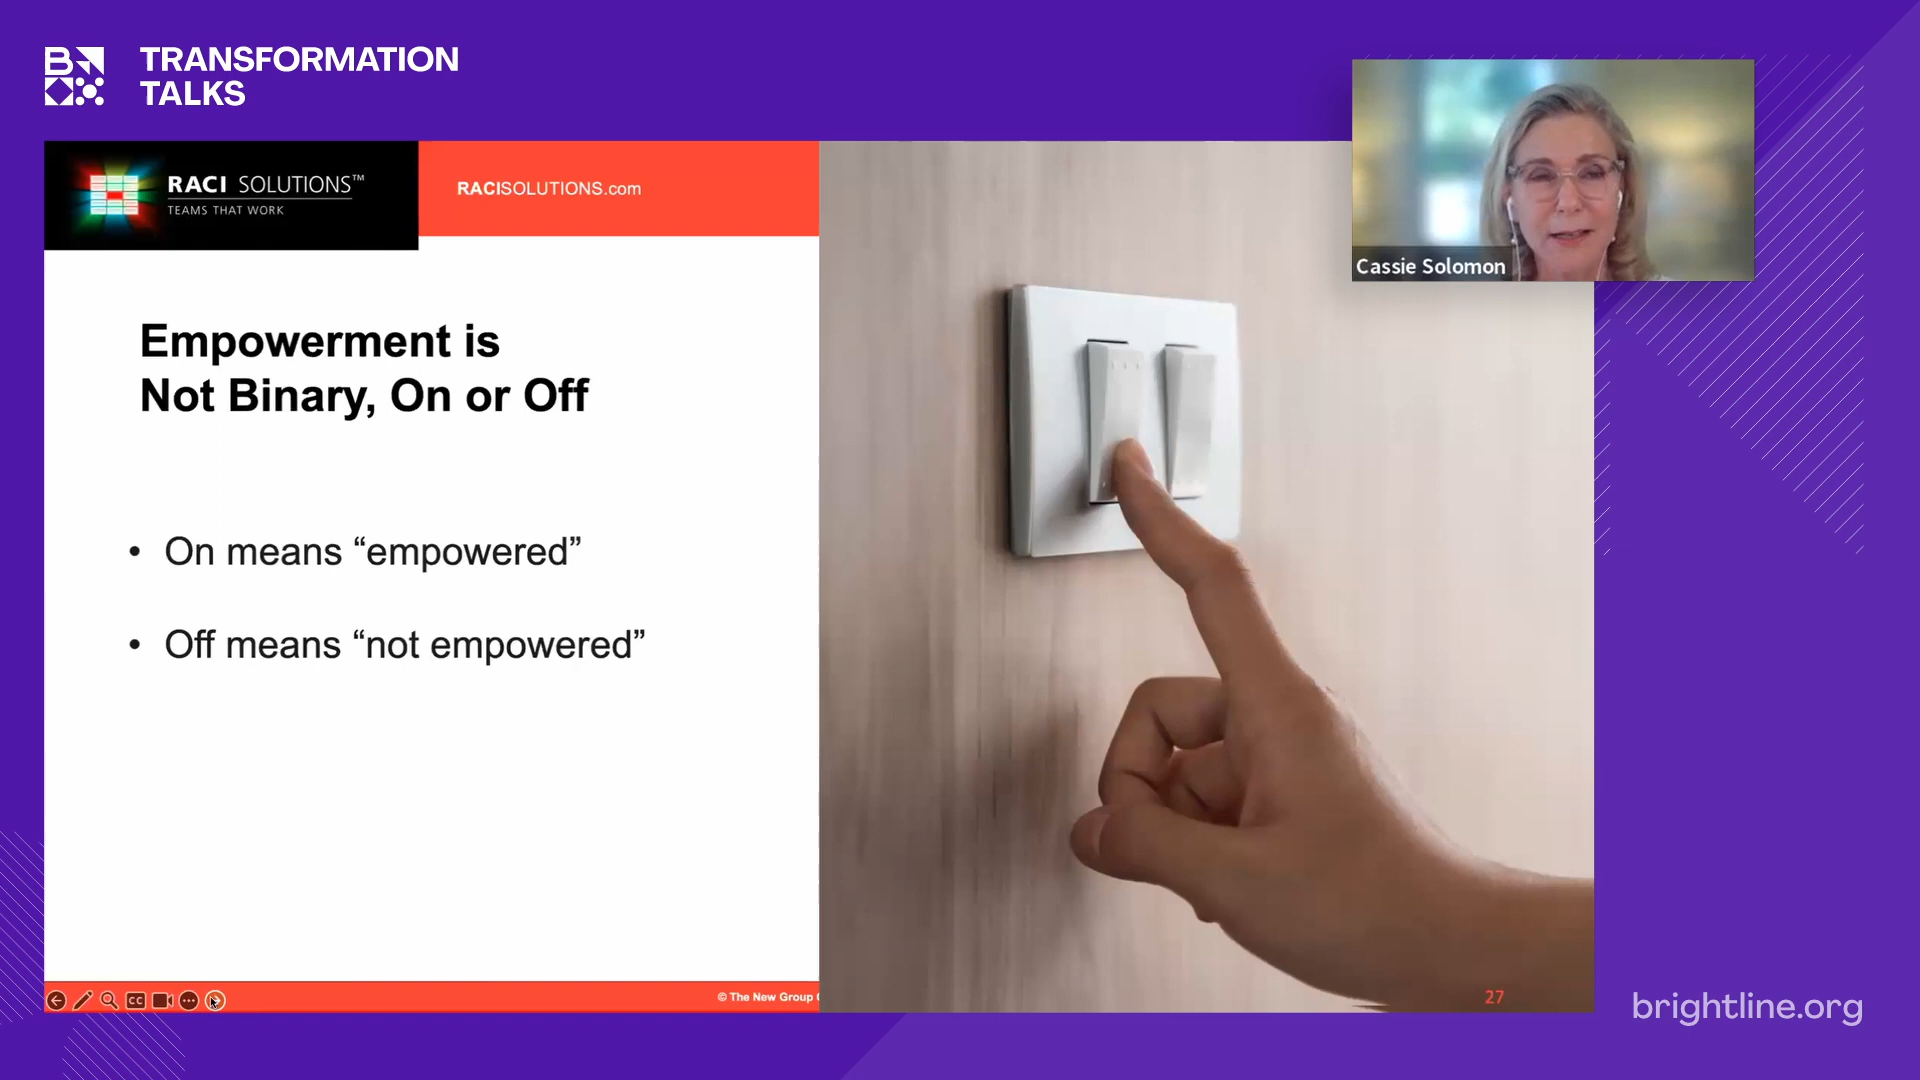 TRANSFORMATION
TALKS
Cassie Solomon
RACI SOLUTIONS™
TEAMS THAT WORK
RACISOLUTIONS.com
Empowerment is
Not Binary, On or Off
• On means “empowered”
• Off means “not empowered”
CC
© The New Group
27
brightline.org